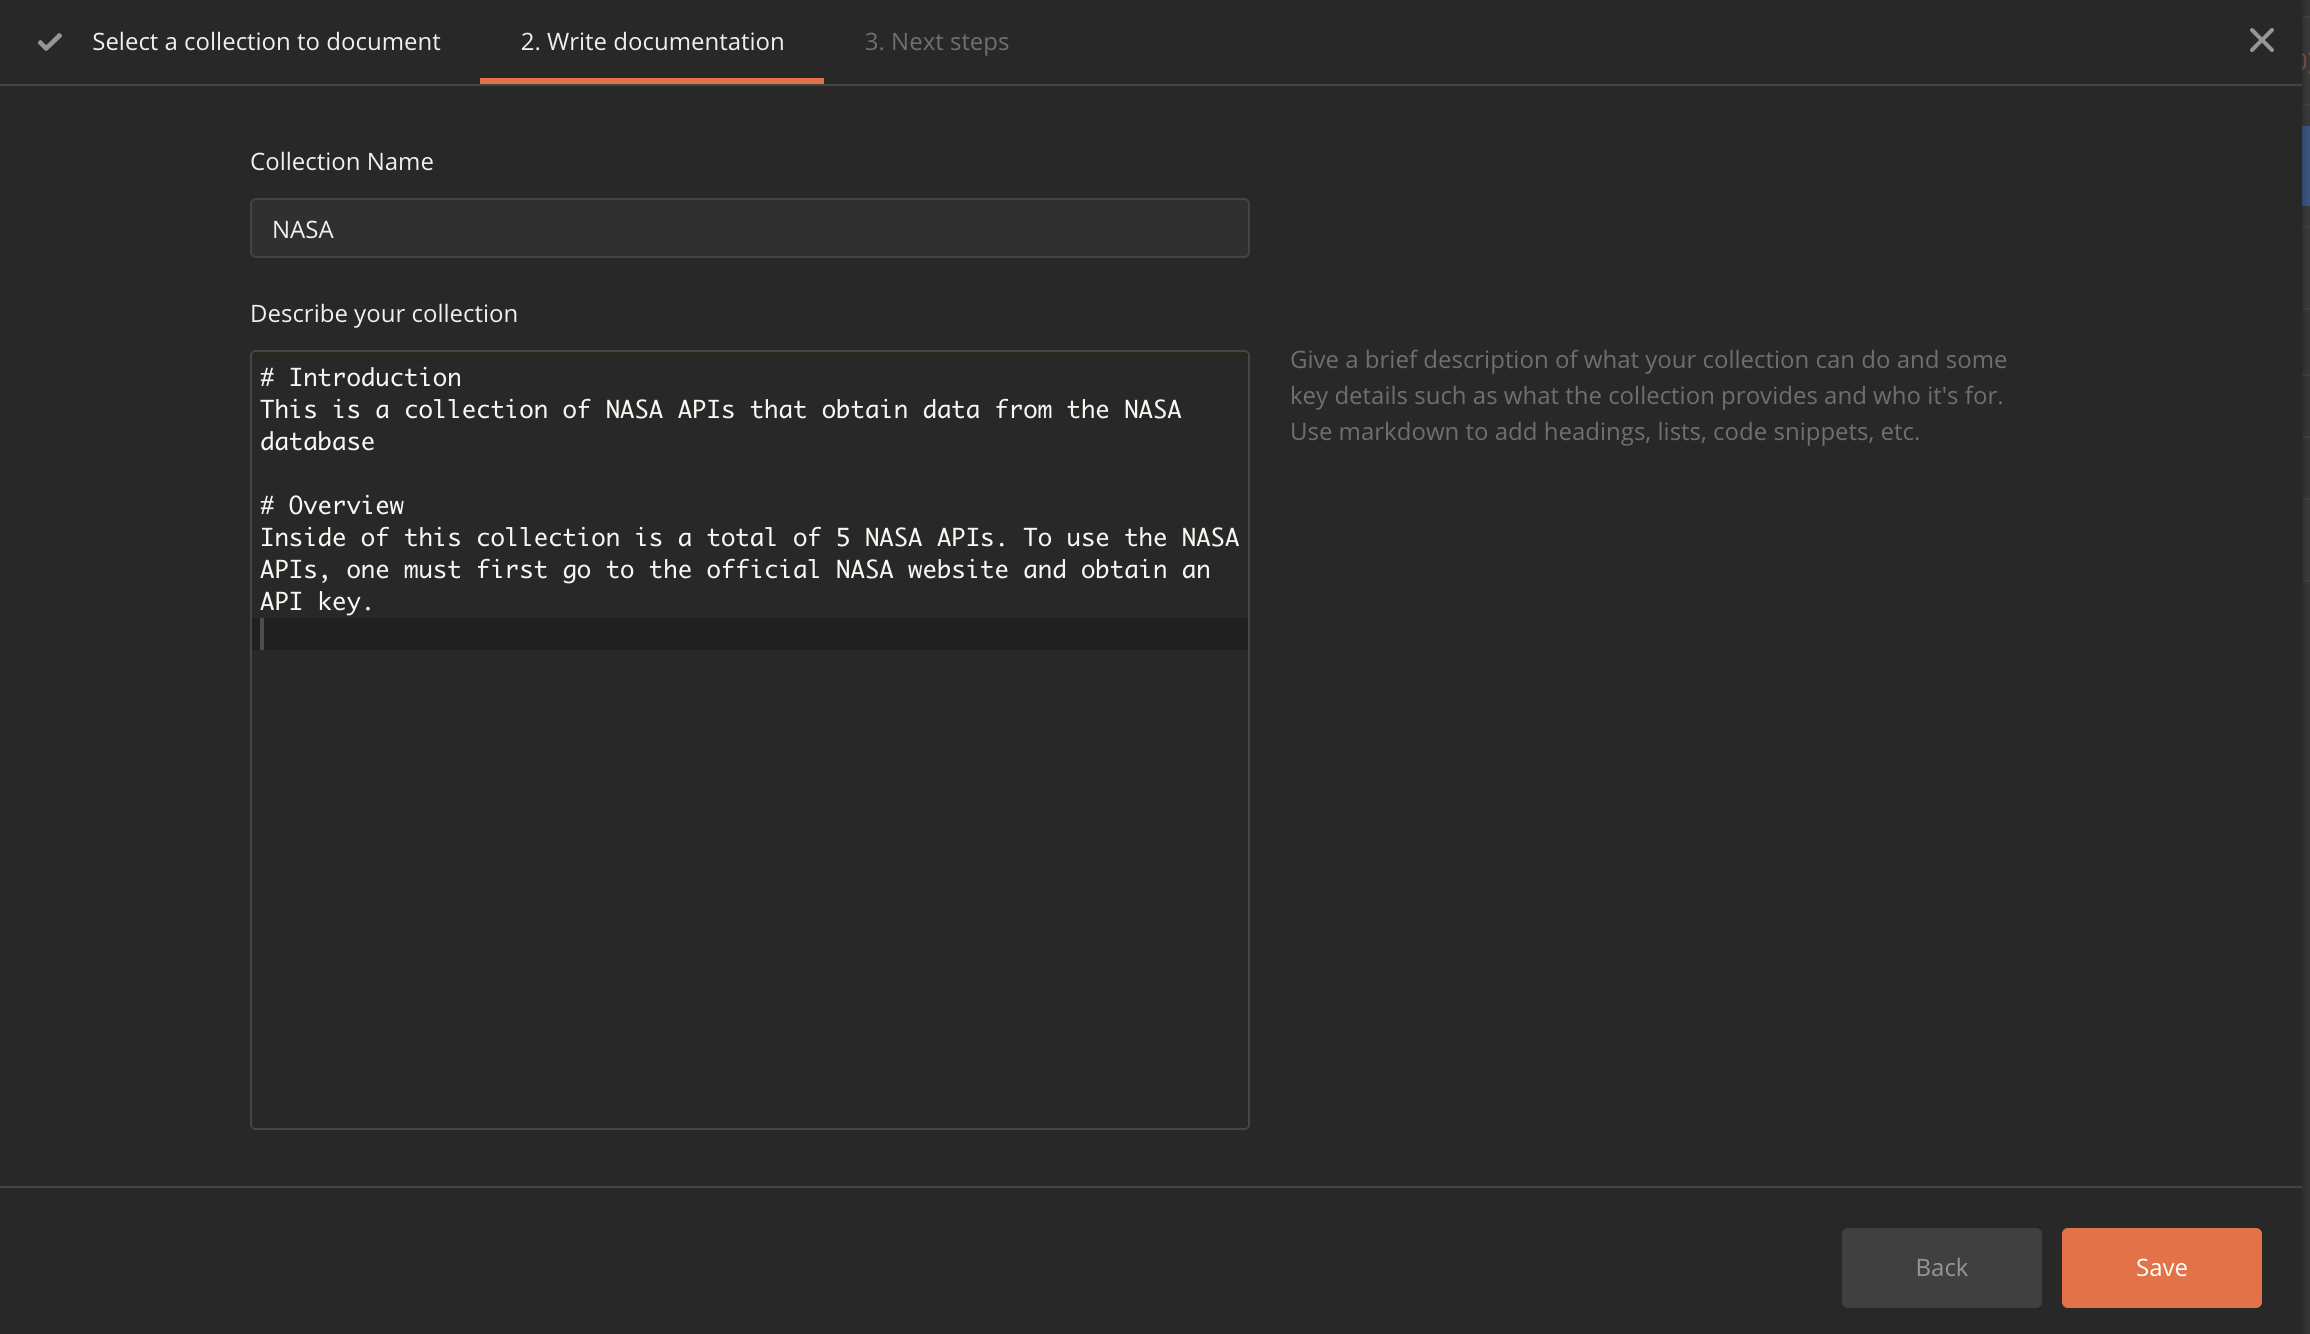 Select a collection to document
2. Write documentation
3. Next steps
Collection Name
NASA
Describe your collection
# Introduction
This is a collection of NASA APIs that obtain data from the NASA
database
# Overview
Inside of this collection is a total of 5 NASA APIs. To use the NASA
APIs, one must first go to the official NASA website and obtain an
API key.
Give a brief description of what your collection can do and some
key details such as what the collection provides and who it's for.
Use markdown to add headings, lists, code snippets, etc.
Back
Save